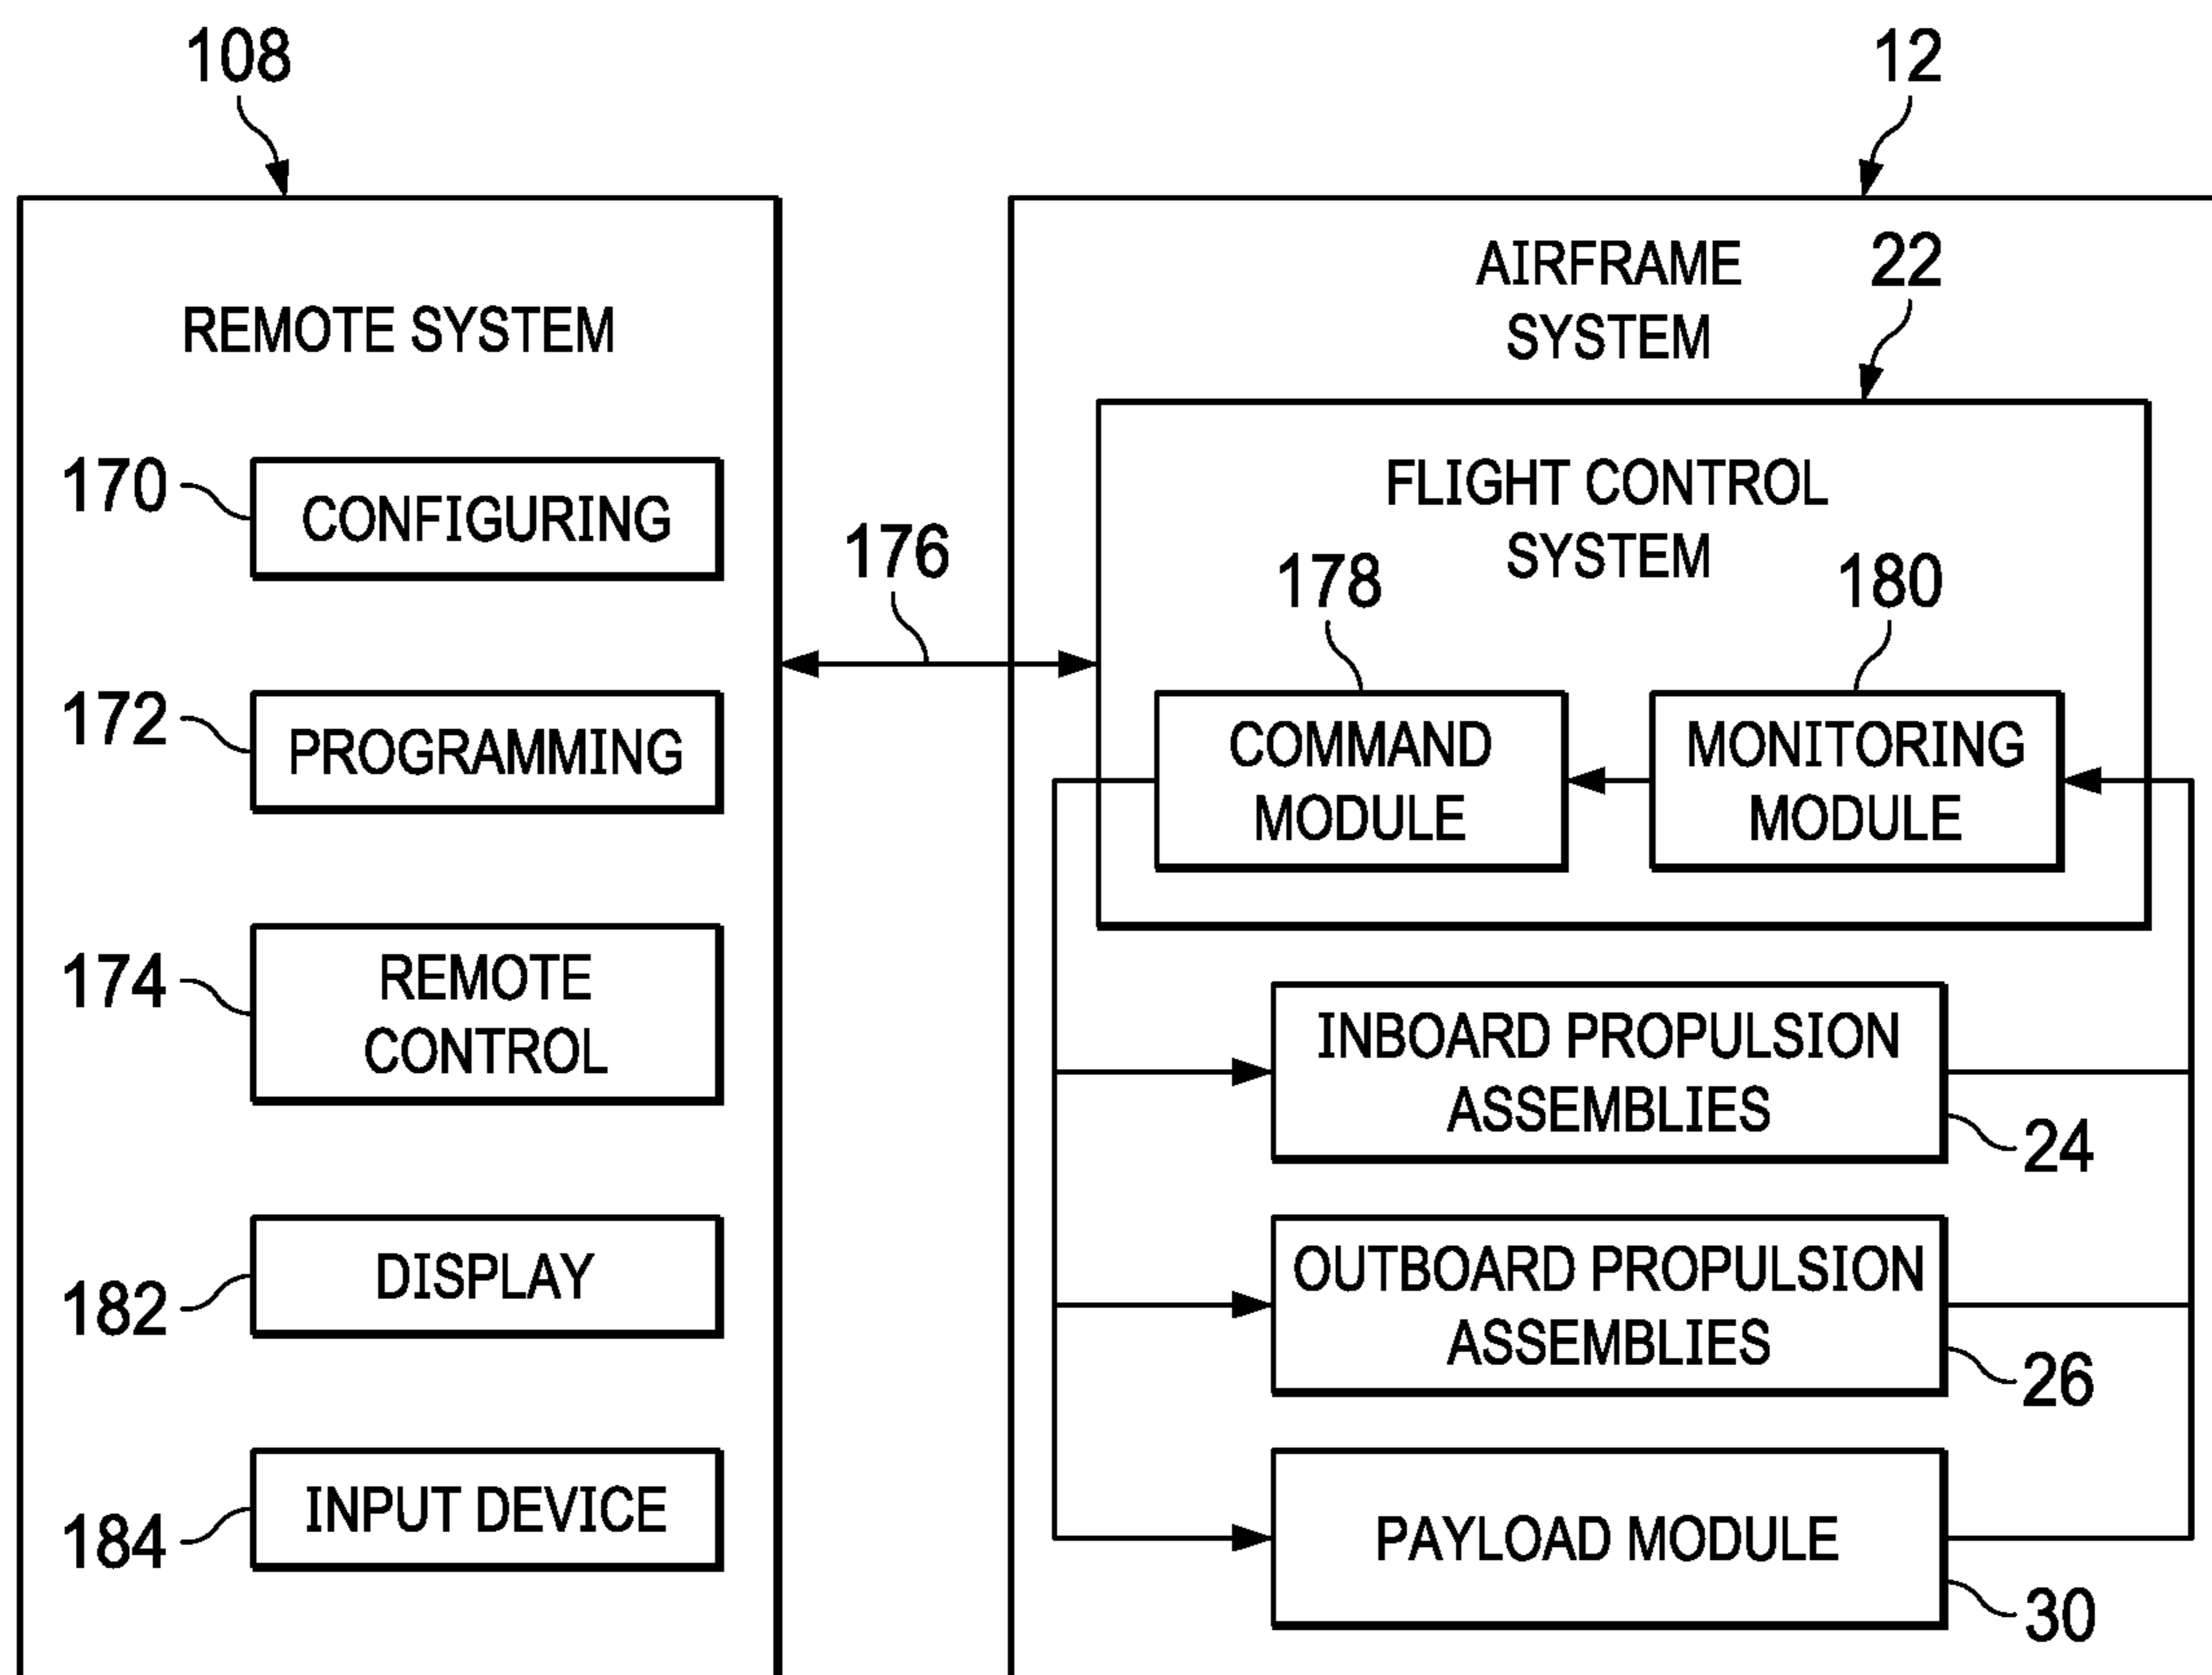 108
REMOTE SYSTEM
170
CONFIGURING
172
PROGRAMMING
174
REMOTE
CONTROL
182
DISPLAY
184
INPUT DEVICE
176
12
AIRFRAME
SYSTEM
22
FLIGHT CONTROL
SYSTEM
178
COMMAND
MODULE
180
MONITORING
MODULE
INBOARD PROPULSION
ASSEMBLIES
24
OUTBOARD PROPULSION
ASSEMBLIES
26
PAYLOAD MODULE
30